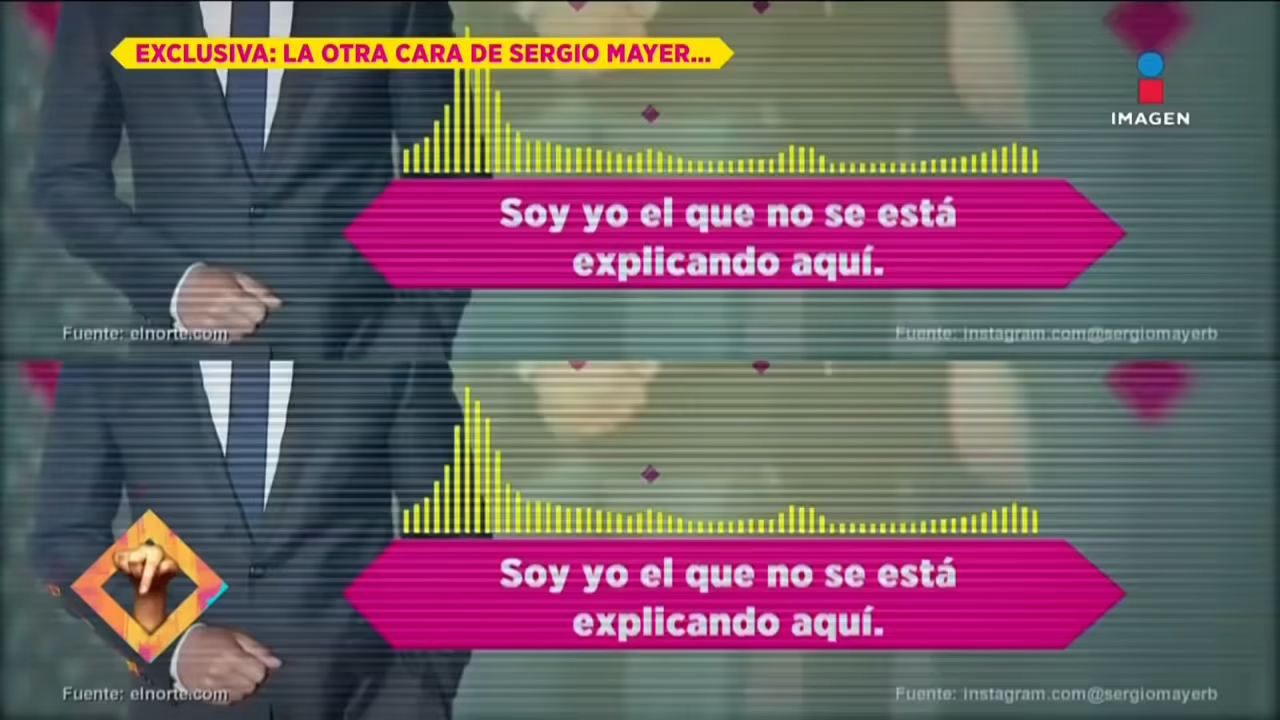 EXCLUSIVA: LA OTRA CARA DE SERGIO MAYER...
IMAGEN
Soy yo el que no se está
explicando aquí.
Fuente: elnorte.com
Fuente: instagram.com@sergiomayerb
Soy yo el que no se está
explicando aquí.
Fuente: elnorte.com
Fuente: instagram.com@sergiomayerb